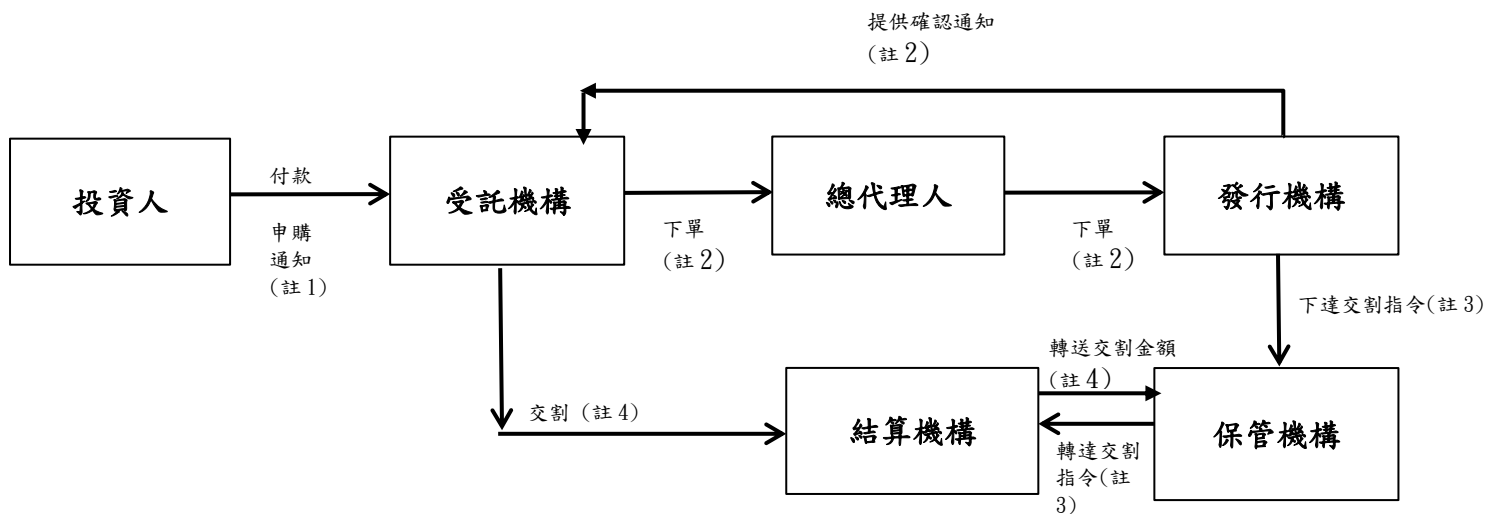 提供確認通知
(註 2)
投資人
付款
申購
通知
(註 1)
受託機構
下單
(註 2)
總代理人
下單
(註 2)
發行機構
下達交割指令(註 3)
交割 (註 4)
結算機構
轉送交割金額
(註 4)
轉達交割
指令(註
3)
保管機構